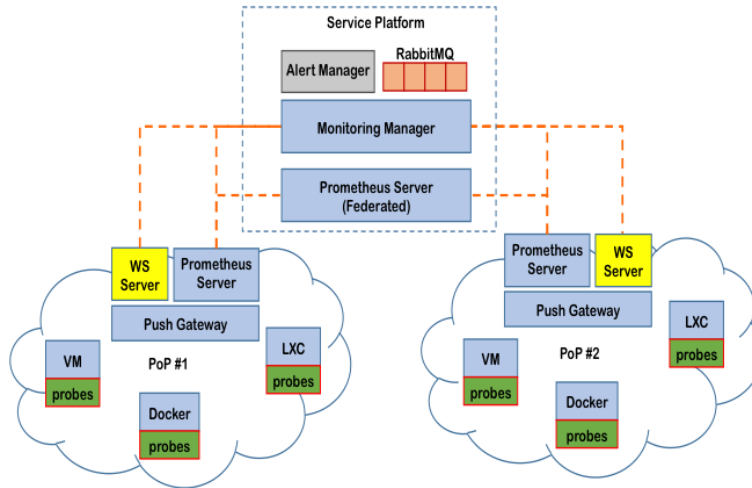 Service Platform
Alert Manager
RabbitMQ
Monitoring Manager
Prometheus Server
(Federated)
WS
Server
Prometheus
Server
Push Gateway
VM
probes
PoP #1
LXC
probes
Docker
probes
Prometheus
Server
WS
Server
Push Gateway
LXC
probes
VM
probes
PoP #2
Docker
probes